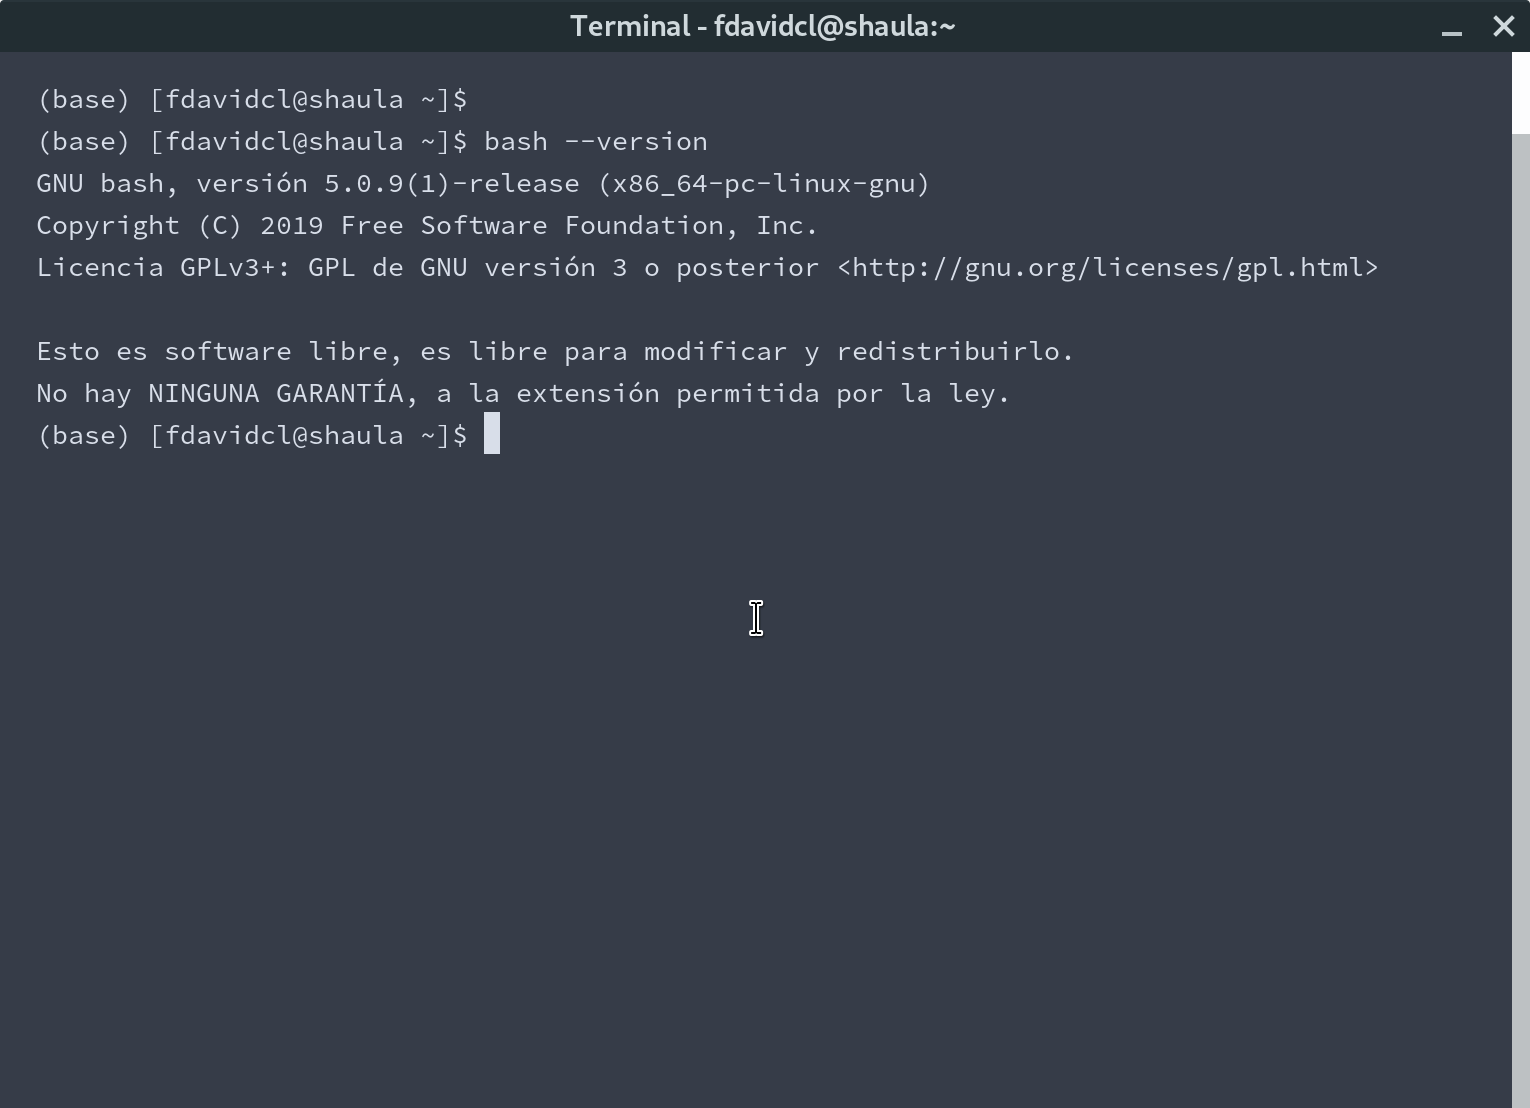 Terminal - fdavidcl@shaula:~
(base) [fdavidcl@shaula ~]$
(base) [fdavidcl@shaula ~]$ bash --version
GNU bash, versión 5.0.9(1)-release (x86_64-pc-linux-gnu)
Copyright (C) 2019 Free Software Foundation, Inc.
Licencia GPLv3+: GPL de GNU versión 3 o posterior <http://gnu.org/licenses/gpl.html>

Esto es software libre, es libre para modificar y redistribuirlo.
No hay NINGUNA GARANTÍA, a la extensión permitida por la ley.
(base) [fdavidcl@shaula ~]$